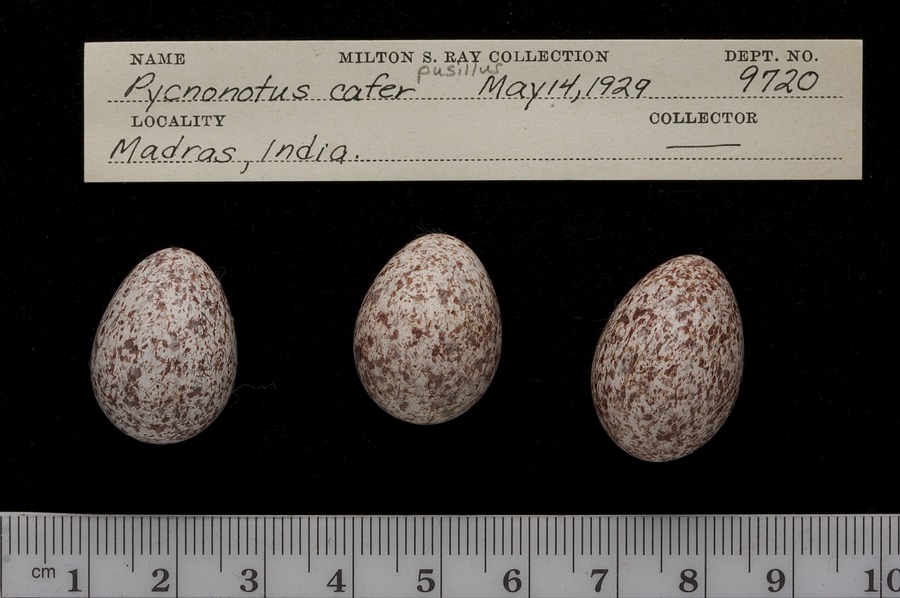 NAME MILTON S. RAY COLLECTION DEPT. NO.
pusillus
Pycnonotus cafer May 14, 1929 9720
LOCALITY COLLECTOR
Madras, India.
cm 1 2 3 4 5 6 7 8 9 10